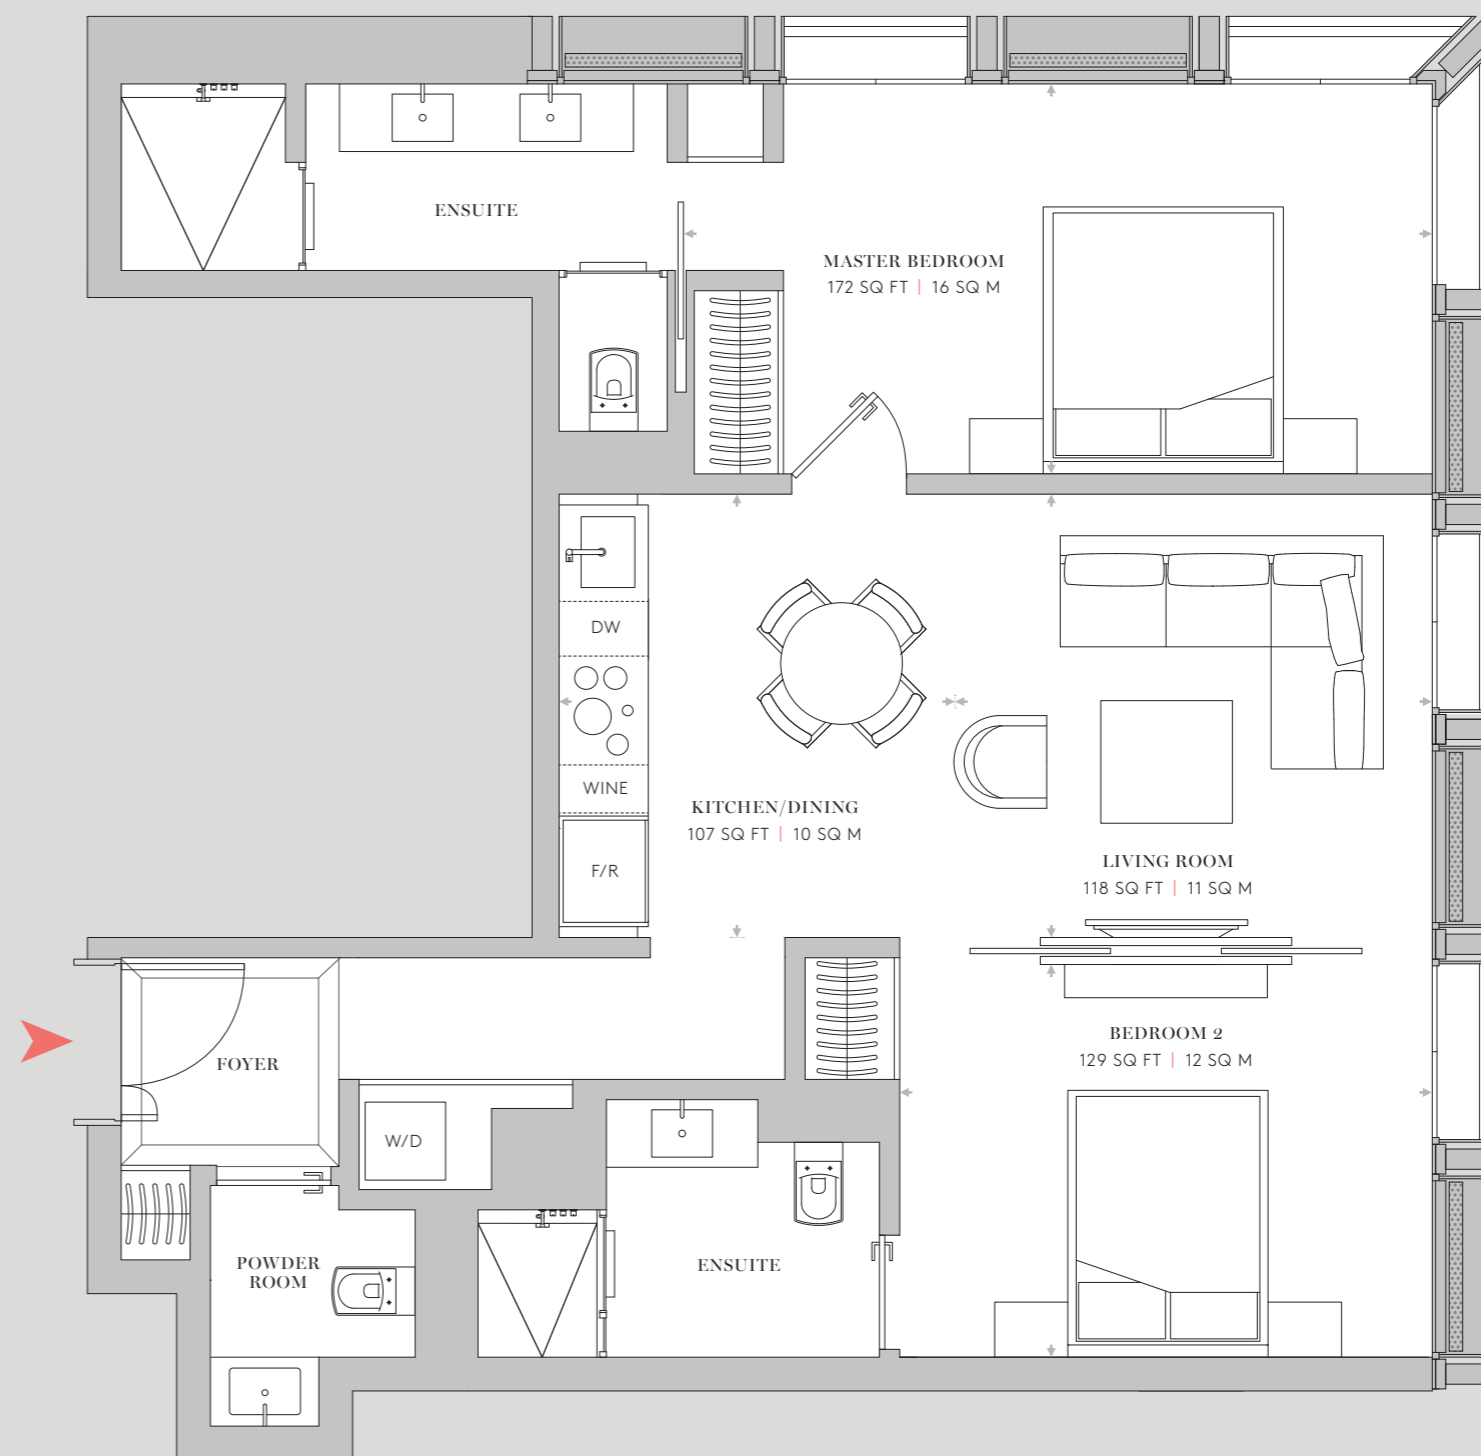 ENSUITE
MASTER BEDROOM
172 SQ FT | 16 SQ M
DW
WINE
KITCHEN/DINING
107 SQ FT | 10 SQ M
F/R
LIVING ROOM
118 SQ FT | 11 SQ M
BEDROOM 2
129 SQ FT | 12 SQ M
FOYER
W/D
POWDER
ROOM
ENSUITE